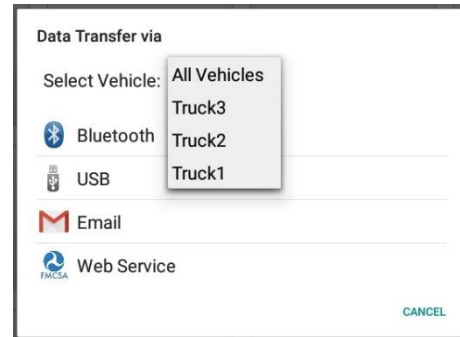 Data Transfer via
Select Vehicle:
All Vehicles
Truck3
Truck2
Truck1
Bluetooth
USB
Email
FMCSA
Web Service
CANCEL